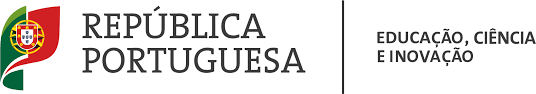 REPÚBLICA
PORTUGUESA
EDUCAÇÃO, CIÊNCIA
E INOVAÇÃO